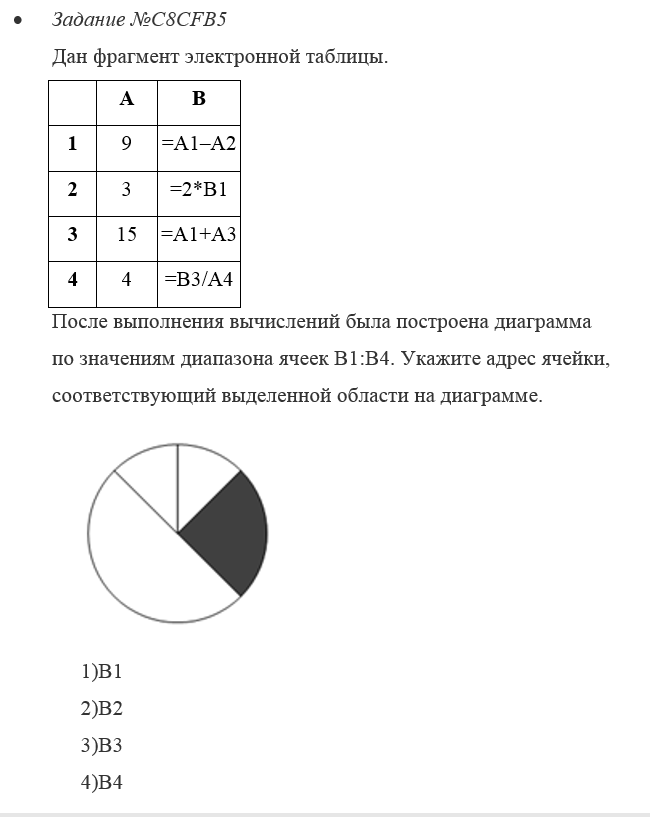 • Задание №C8CFB5
Дан фрагмент электронной таблицы.
A B
1 9 =A1–A2
2 3 =2*B1
3 15 =A1+A3
4 4 =B3/A4
После выполнения вычислений была построена диаграмма
по значениям диапазона ячеек B1:B4. Укажите адрес ячейки,
соответствующий выделенной области на диаграмме.
1)B1
2)B2
3)B3
4)B4